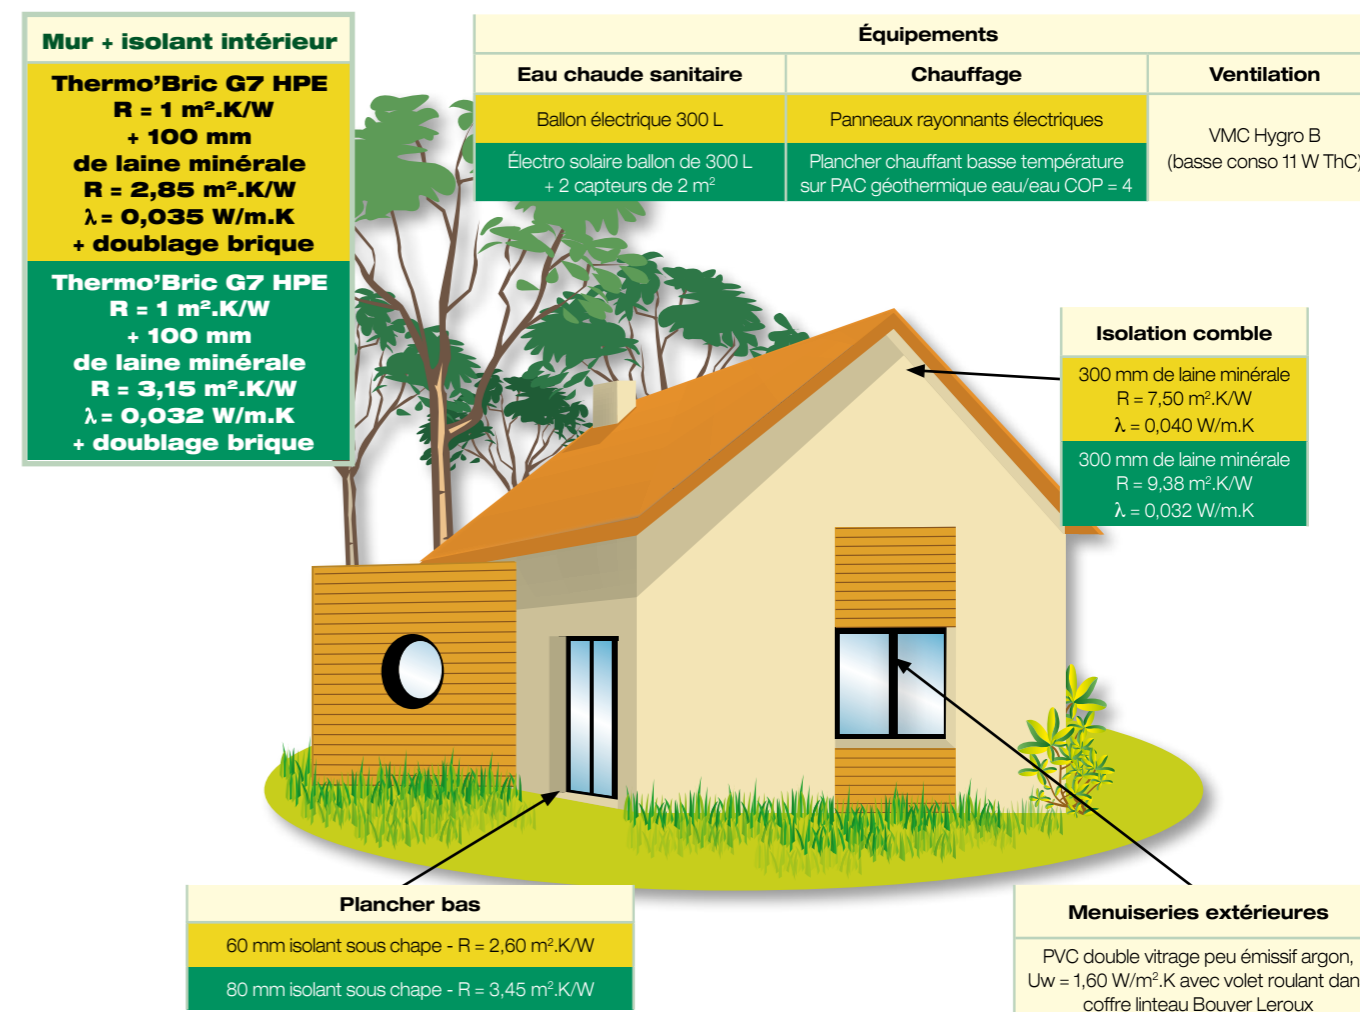 Mur + isolant intérieur
Thermo’Bric G7 HPE
R = 1 m².K/W
+ 100 mm
de laine minérale
R = 2,85 m².K/W
λ = 0,035 W/m.K
+ doublage brique
Thermo’Bric G7 HPE
R = 1 m².K/W
+ 100 mm
de laine minérale
R = 3,15 m².K/W
λ = 0,032 W/m.K
+ doublage brique
Équipements
Eau chaude sanitaire
Chauffage
Ventilation
Ballon électrique 300 L
Panneaux rayonnants électriques
VMC Hygro B
(basse conso 11 W ThC)
Électro solaire ballon de 300 L
+ 2 capteurs de 2 m²
Plancher chauffant basse température
sur PAC géothermique eau/eau COP = 4
Isolation comble
300 mm de laine minérale
R = 7,50 m².K/W
λ = 0,040 W/m.K
300 mm de laine minérale
R = 9,38 m².K/W
λ = 0,032 W/m.K
Plancher bas
60 mm isolant sous chape - R = 2,60 m².K/W
80 mm isolant sous chape - R = 3,45 m².K/W
Menuiseries extérieures
PVC double vitrage peu émissif argon,
Uw = 1,60 W/m².K avec volet roulant dan
coffre linteau Bouyer Leroux